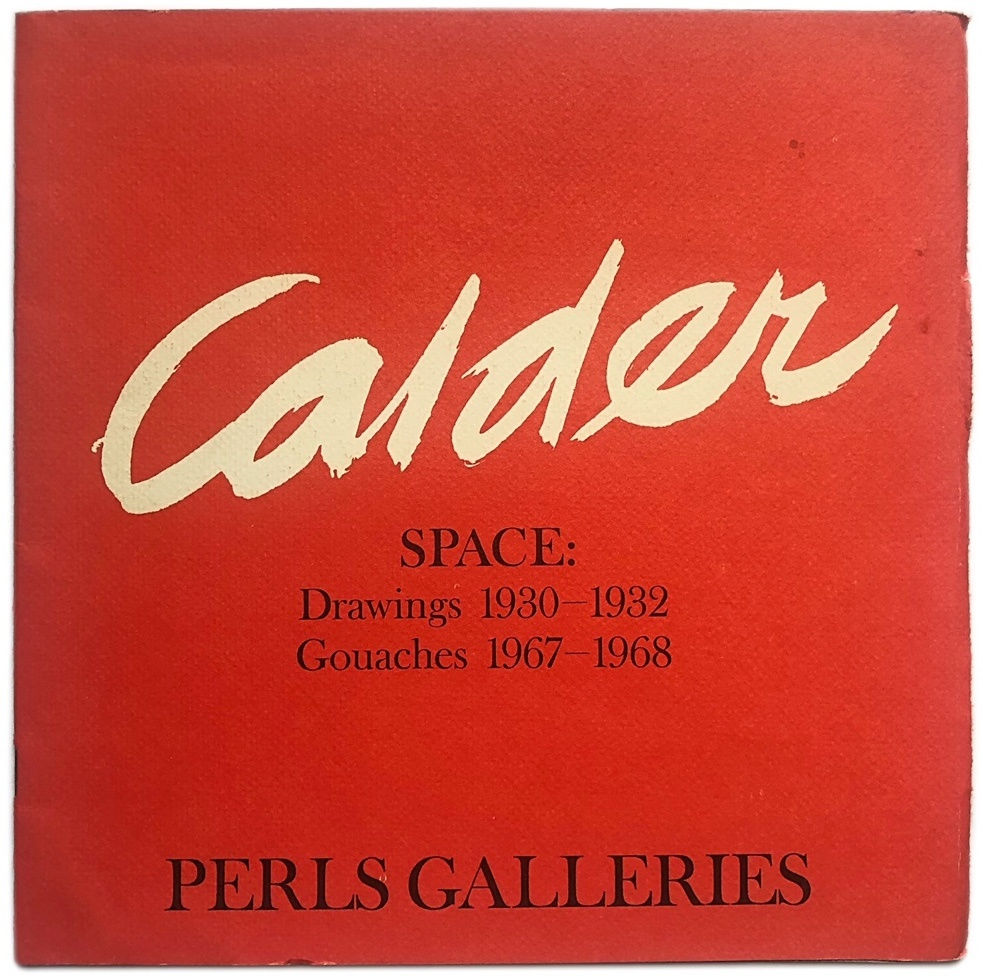 Calder
SPACE:
Drawings 1930–1932
Gouaches 1967–1968
PERLS GALLERIES